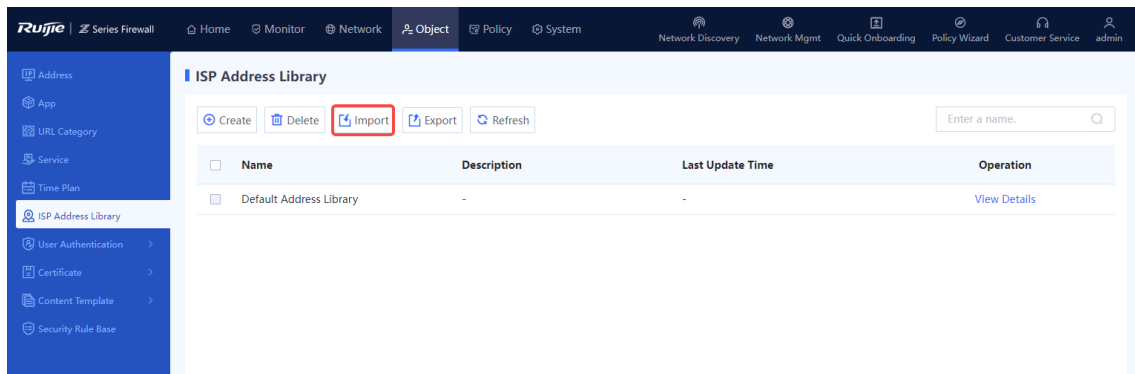 Ruijie Z Series Firewall Home Monitor Network Object Policy System Network Discovery Network Mgmt Quick Onboarding Policy Wizard Customer Service admin
Address
App
URL Category
Service
Time Plan
ISP Address Library
User Authentication
Certificate
Content Template
Security Rule Base
ISP Address Library
Create Delete Import Export Refresh Enter a name.
Name Description Last Update Time Operation
Default Address Library - - View Details